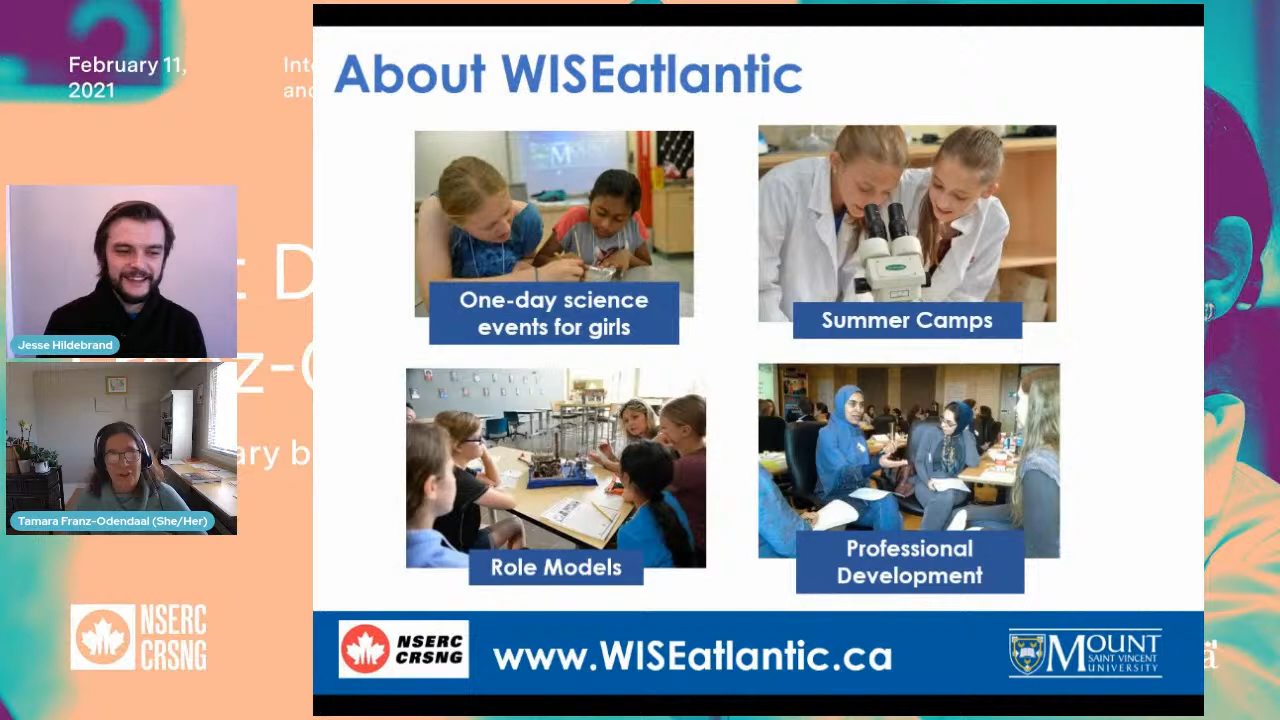 February 11,
2021
About WISEatlantic
One-day science
events for girls
Summer Camps
Jesse Hildebrand
Tamara Franz-Odendaal (She/Her)
Role Models
Professional
Development
NSERC
CRSNG
NSERC
CRSNG
www.WISEatlantic.ca
MOUNT
SAINT VINCENT
UNIVERSITY